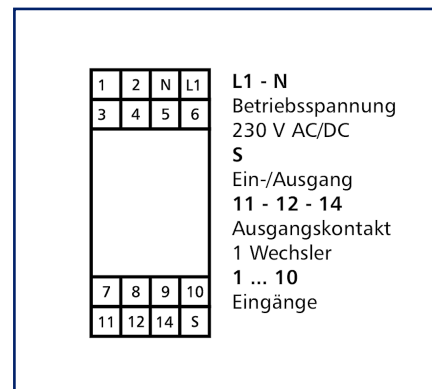 1 2 N L1
3 4 5 6
7 8 9 10
11 12 14 S
L1 - N
Betriebsspannung
230 V AC/DC
S
Ein-/Ausgang
11 - 12 - 14
Ausgangskontakt
1 Wechsler
1 ... 10
Eingänge